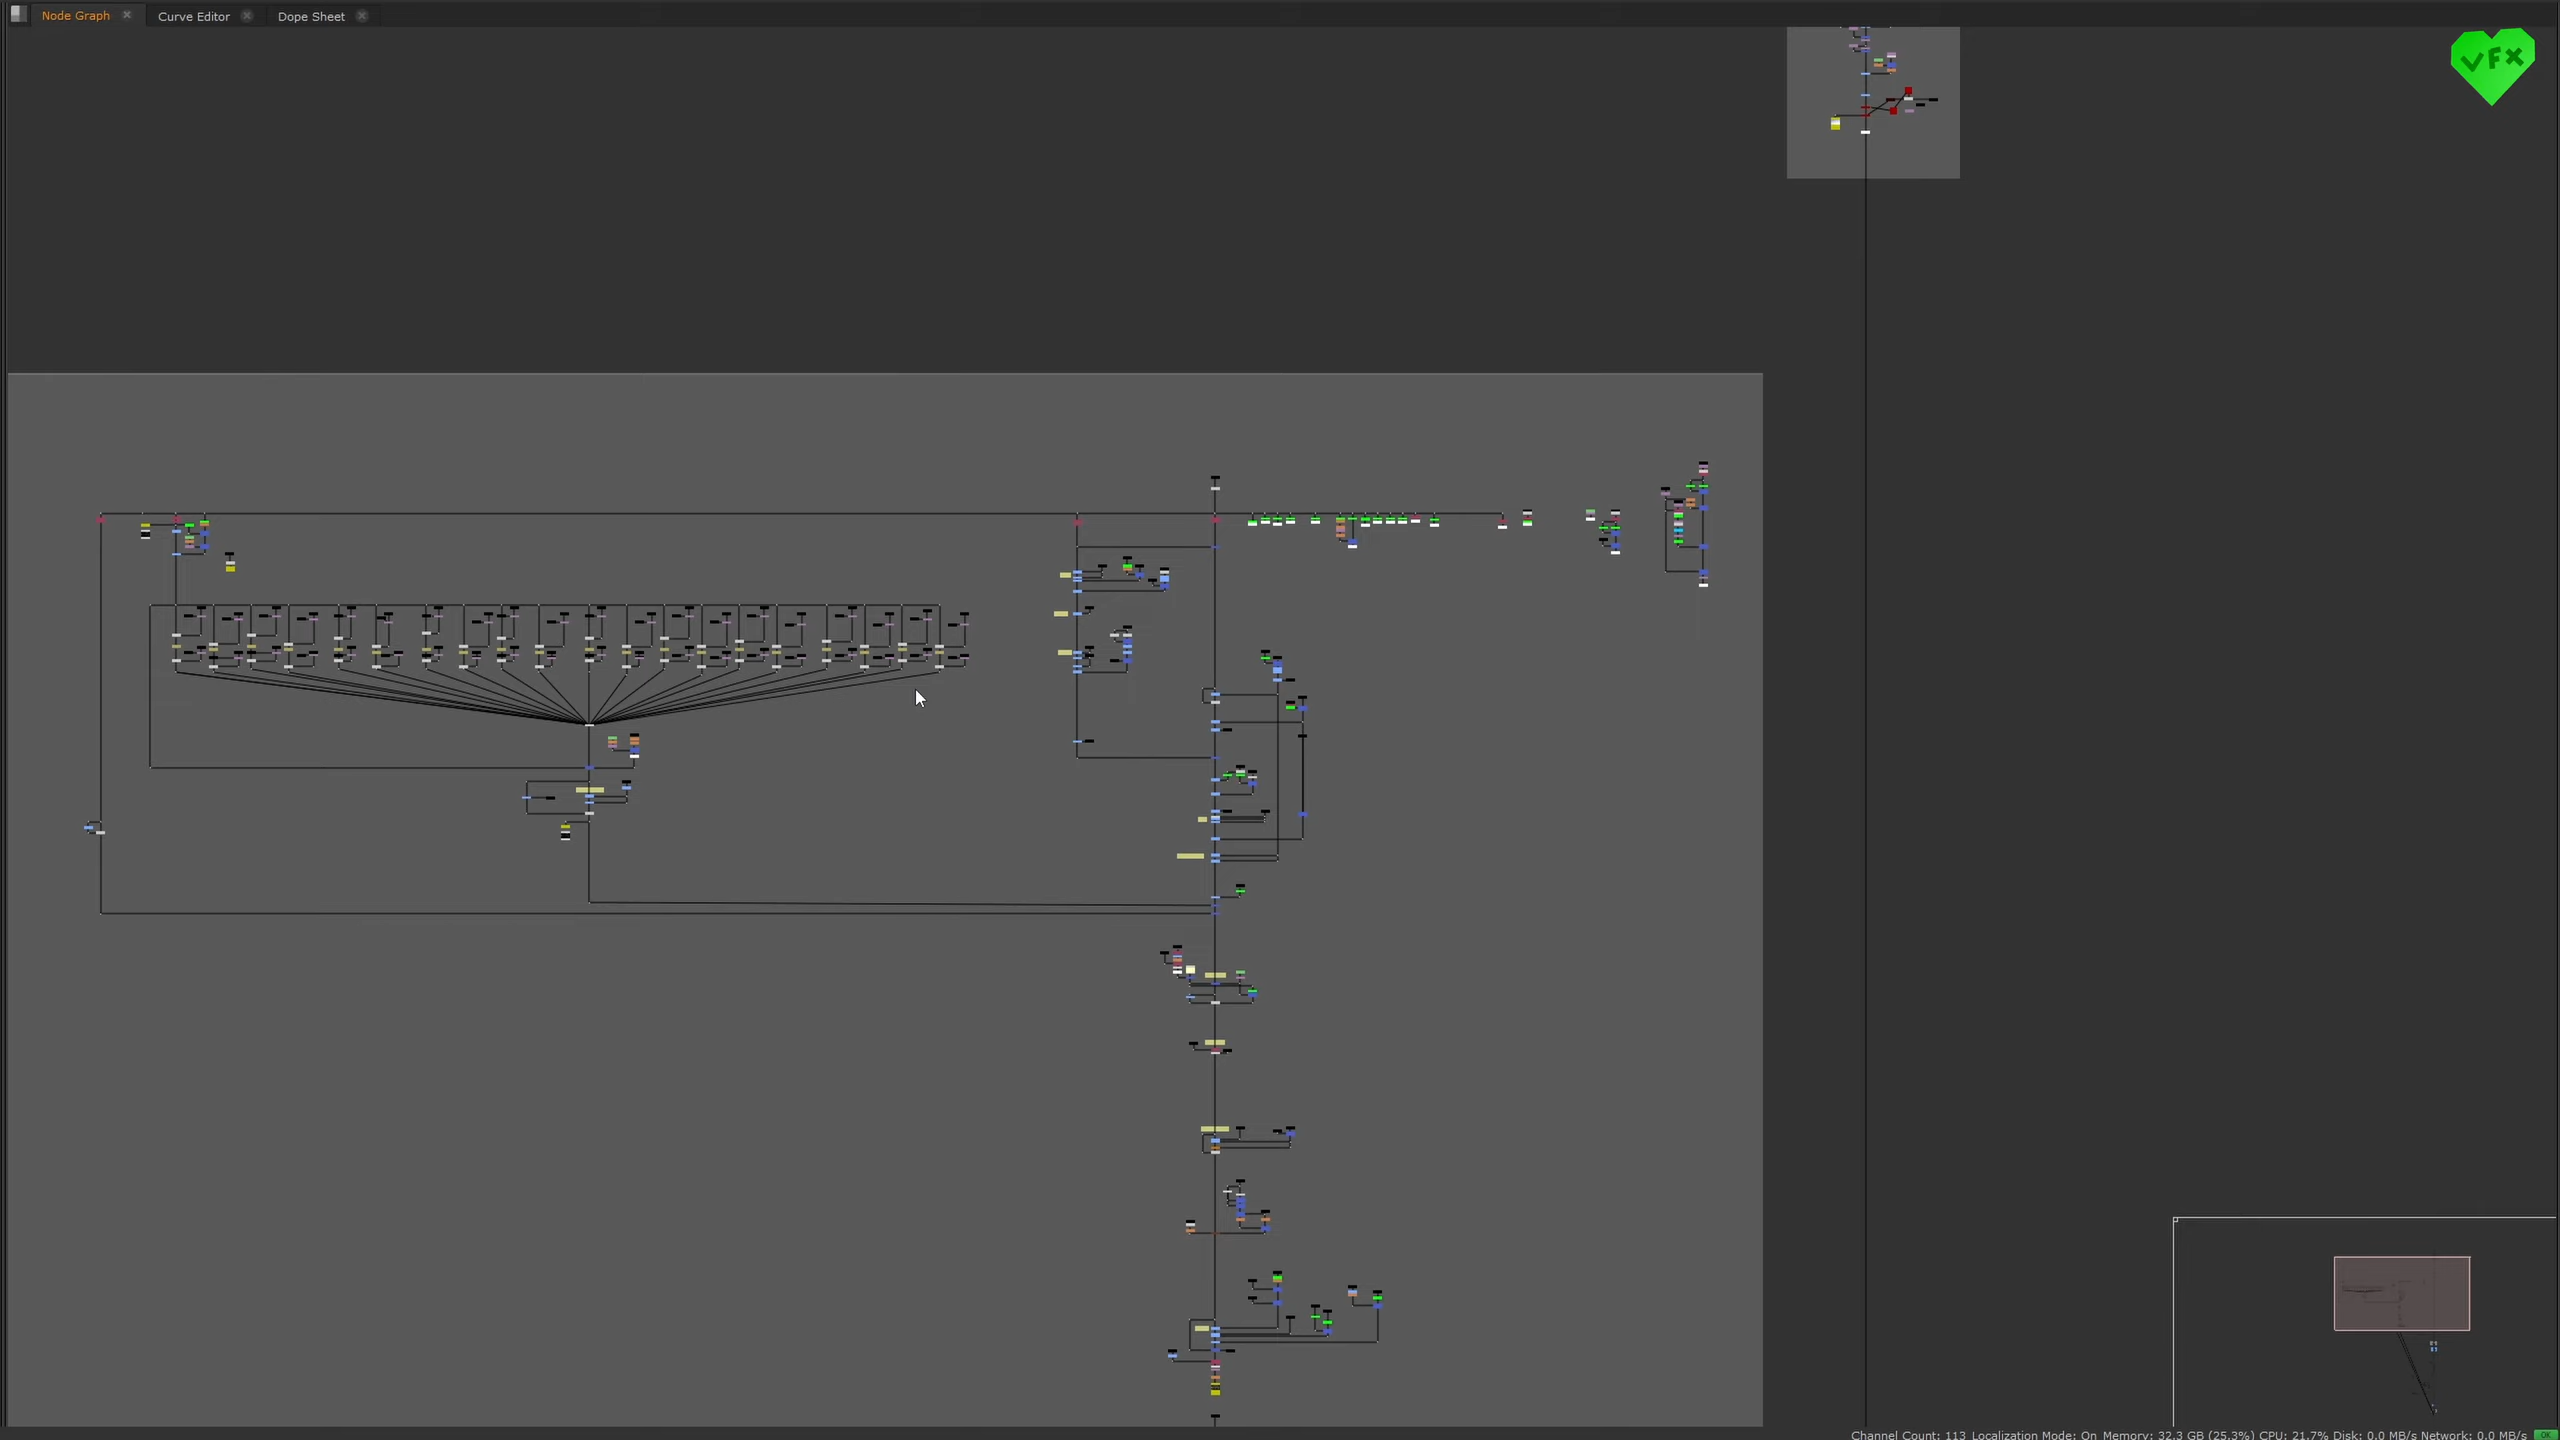 Node Graph
Curve Editor
Dope Sheet
VFX
Channel Count: 113 Localization Mode: On Memory: 32.3 GB (25.3%) CPU: 21.7% Disk: 0.0 MB/s Network: 0.0 MB/s
OK